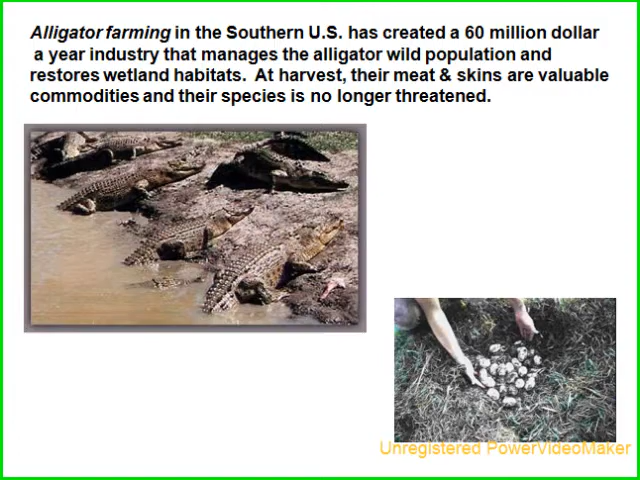 Alligator farming in the Southern U.S. has created a 60 million dollar
a year industry that manages the alligator wild population and
restores wetland habitats. At harvest, their meat & skins are valuable
commodities and their species is no longer threatened.
Unregistered PowerVideoMaker